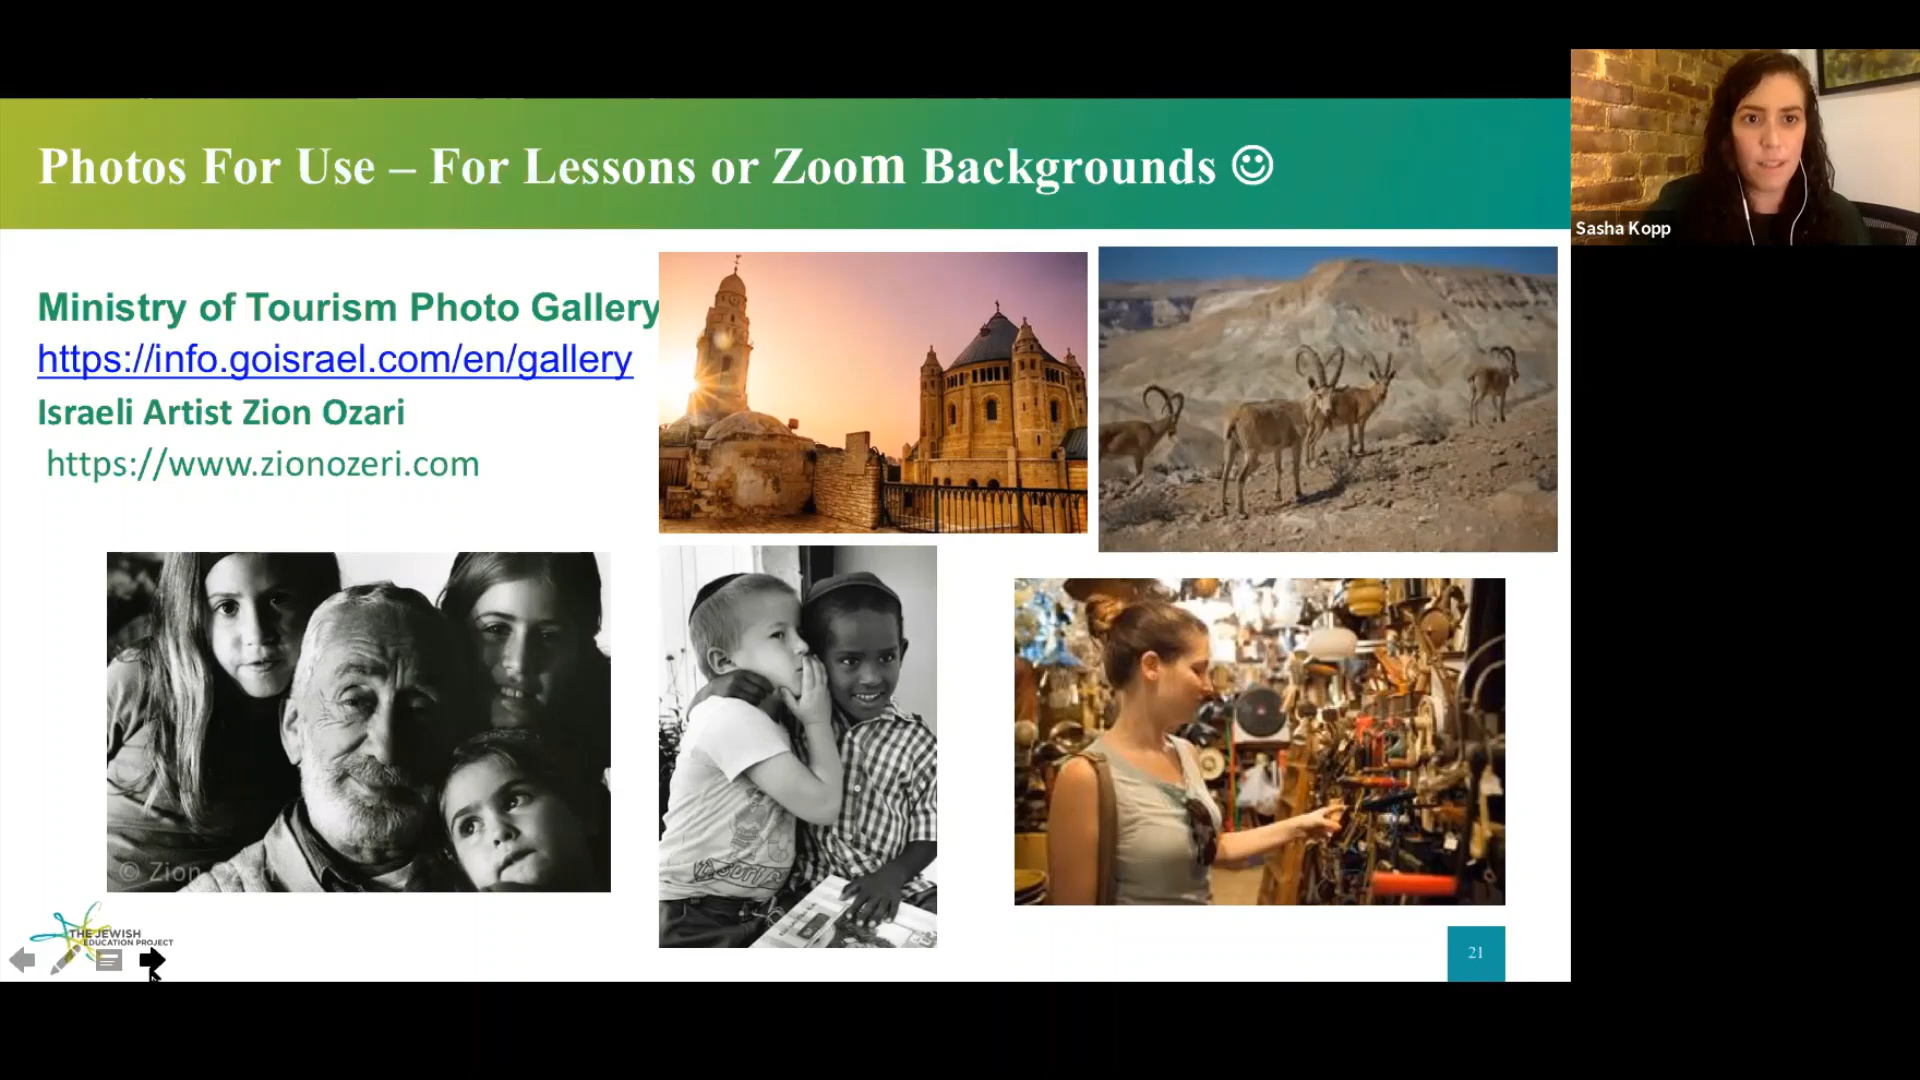 Photos For Use – For Lessons or Zoom Backgrounds ☺
Sasha Kopp
Ministry of Tourism Photo Gallery
https://info.goisrael.com/en/gallery
Israeli Artist Zion Ozari
https://www.zionozeri.com
© Zion Ozeri
THE JEWISH
EDUCATION PROJECT
21